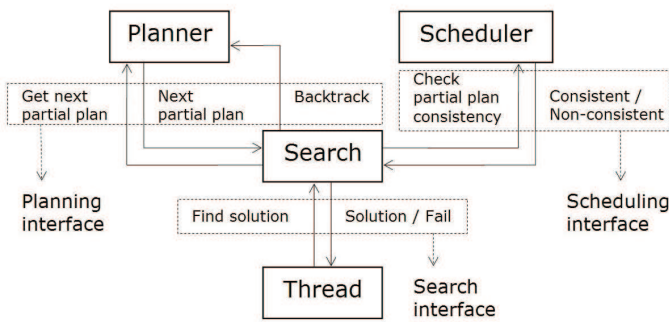 Planner
Scheduler
Get next
partial plan
Next
partial plan
Backtrack
Check
partial plan
consistency
Consistent /
Non-consistent
Search
Planning
interface
Scheduling
interface
Find solution
Solution / Fail
Thread
Search
interface